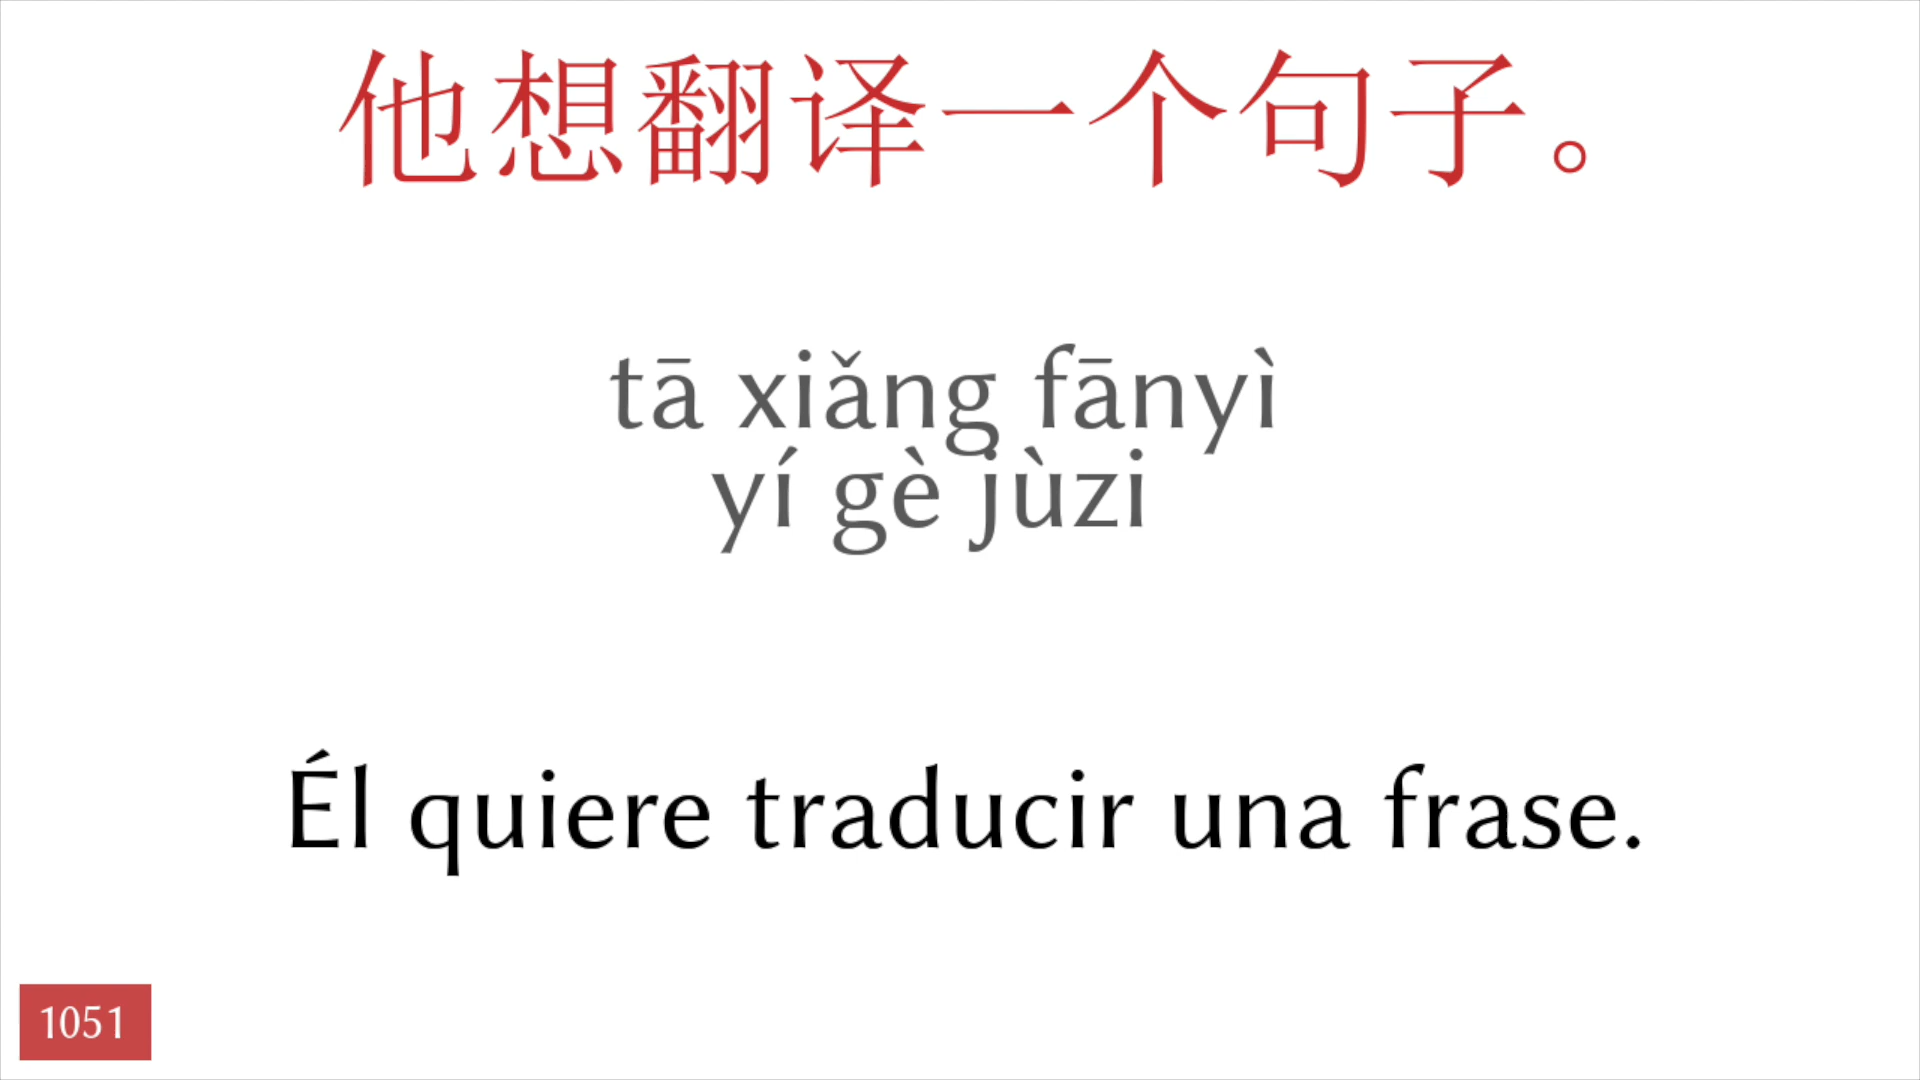 他想翻译一个句子。
tā xiǎng fānyì
yí gè jùzi
Él quiere traducir una frase.
1051